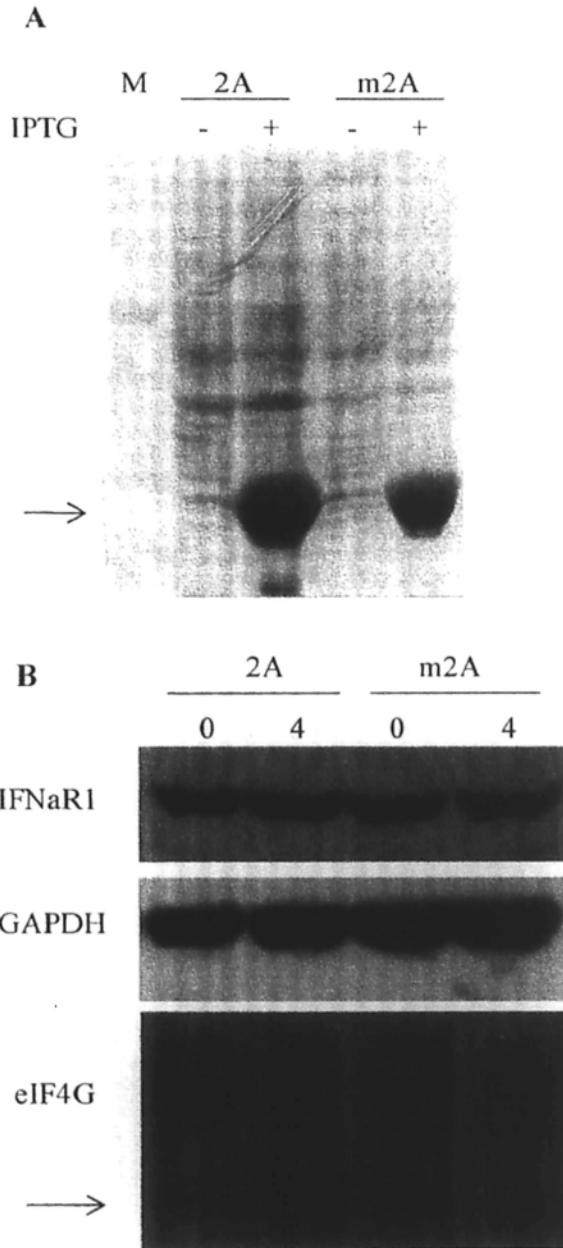 A
M 2A m2A
IPTG - + - +
B
2A m2A
0 4 0 4
IFNaR1
GAPDH
eIF4G